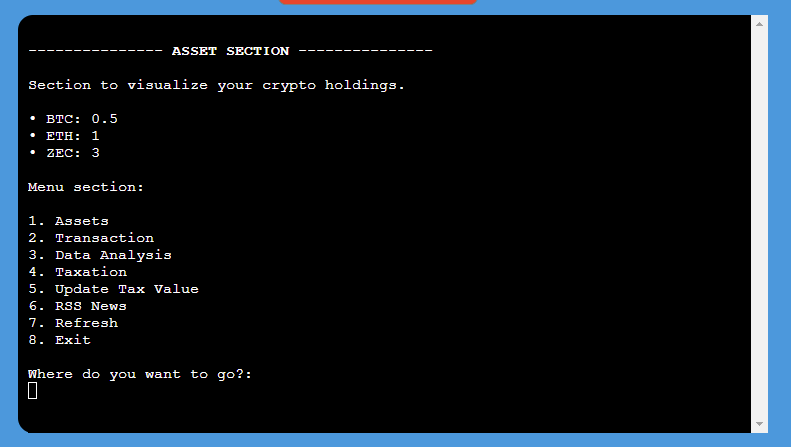 --------------- ASSET SECTION ---------------
Section to visualize your crypto holdings.
• BTC: 0.5
• ETH: 1
• ZEC: 3
Menu section:
1. Assets
2. Transaction
3. Data Analysis
4. Taxation
5. Update Tax Value
6. RSS News
7. Refresh
8. Exit
Where do you want to go?: